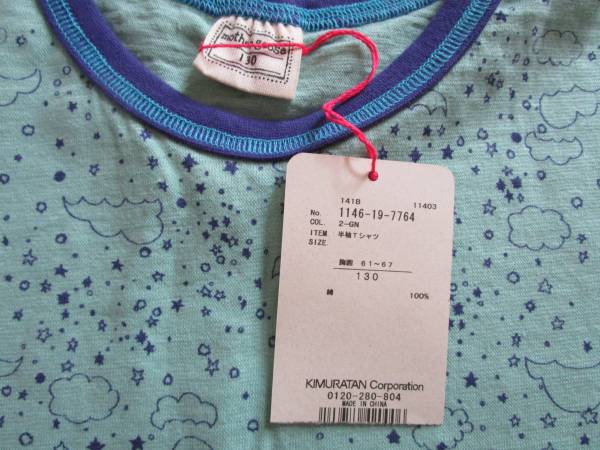 mother goose
130
141B 11403
No. 1146-19-7764
COL. 2-GN
ITEM 半袖Tシャツ
SIZE.
胸囲 61～67
130
綿 100%
KIMURATAN Corporation
0120-280-804
MADE IN CHINA